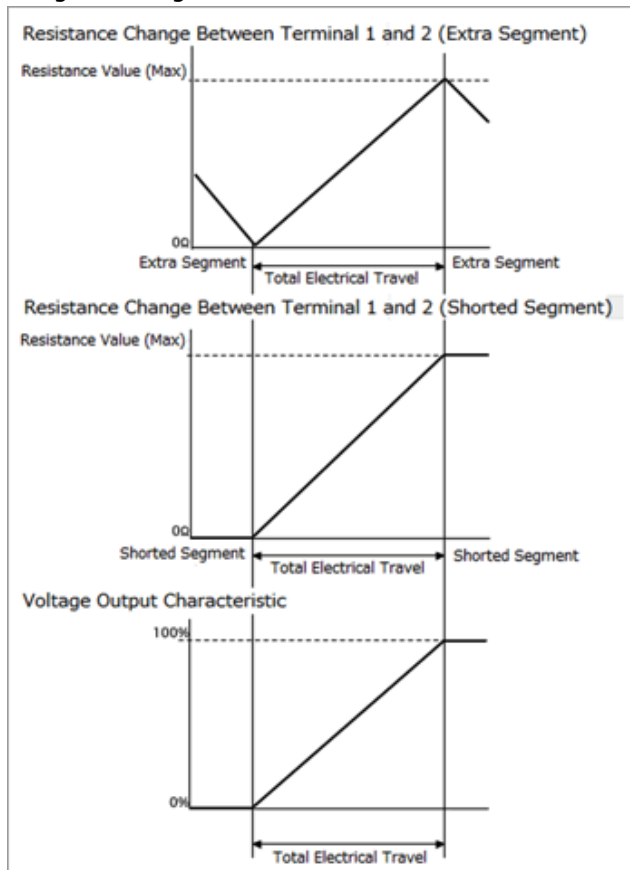 Resistance Change Between Terminal 1 and 2 (Extra Segment)
Resistance Value (Max)
0Ω
Extra Segment
Total Electrical Travel
Extra Segment
Resistance Change Between Terminal 1 and 2 (Shorted Segment)
Resistance Value (Max)
0Ω
Shorted Segment
Total Electrical Travel
Shorted Segment
Voltage Output Characteristic
100%
0%
Total Electrical Travel